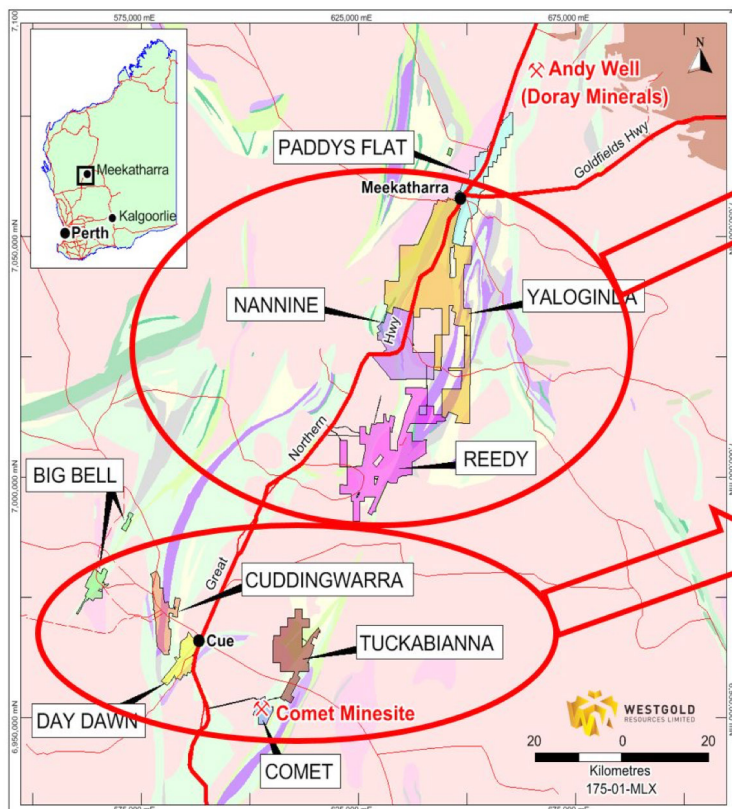 575,000 mE
625,000 mE
675,000 mE
7,100
N
Andy Well
(Doray Minerals)
PADDYS FLAT
Goldfields Hwy
Meekatharra
Meekatharra
Kalgoorlie
Perth
7,050,000 mN
NANNINE
YALOGINDA
Hwy
Northern
REEDY
BIG BELL
7,000,000 mN
Great
CUDDINGWARRA
Cue
TUCKABIANNA
DAY DAWN
Comet Minesite
COMET
6,950,000 mN
WESTGOLD
RESOURCES LIMITED
20 0 20
Kilometres
175-01-MLX